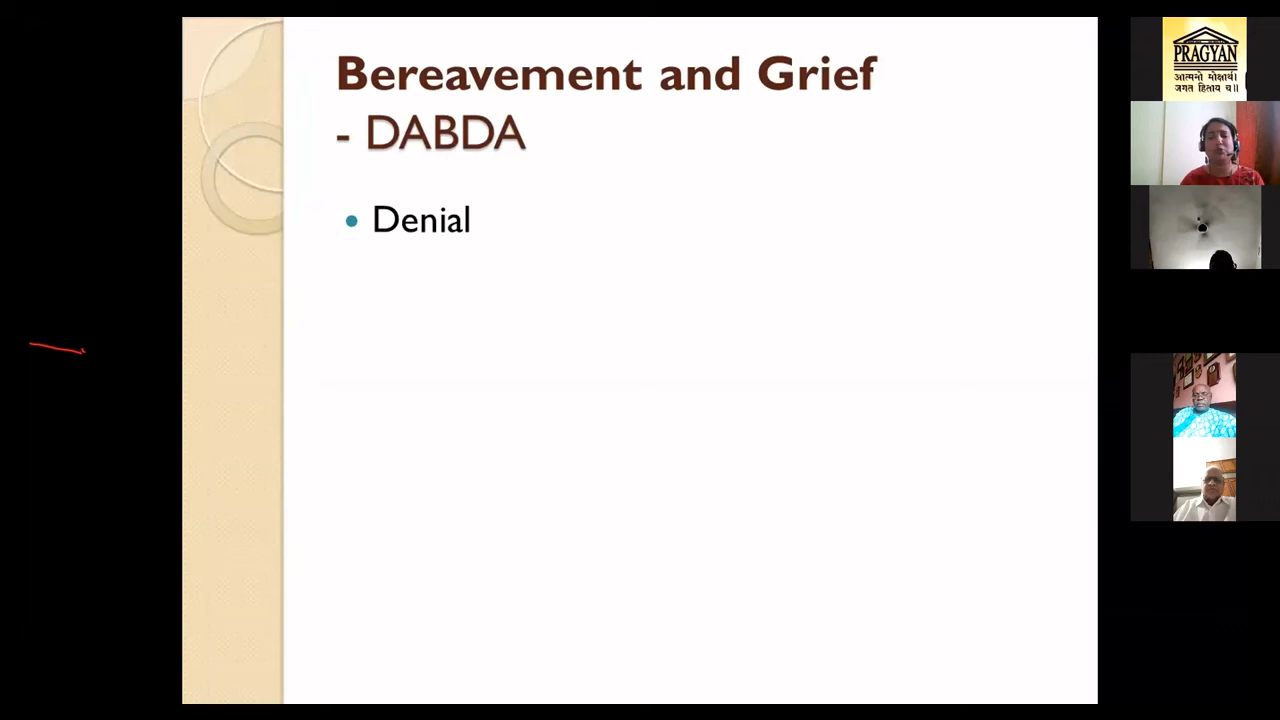 Bereavement and Grief
- DABDA
• Denial
PRAGYAN
आत्मनो मोक्षार्थं
जगत हिताय च॥